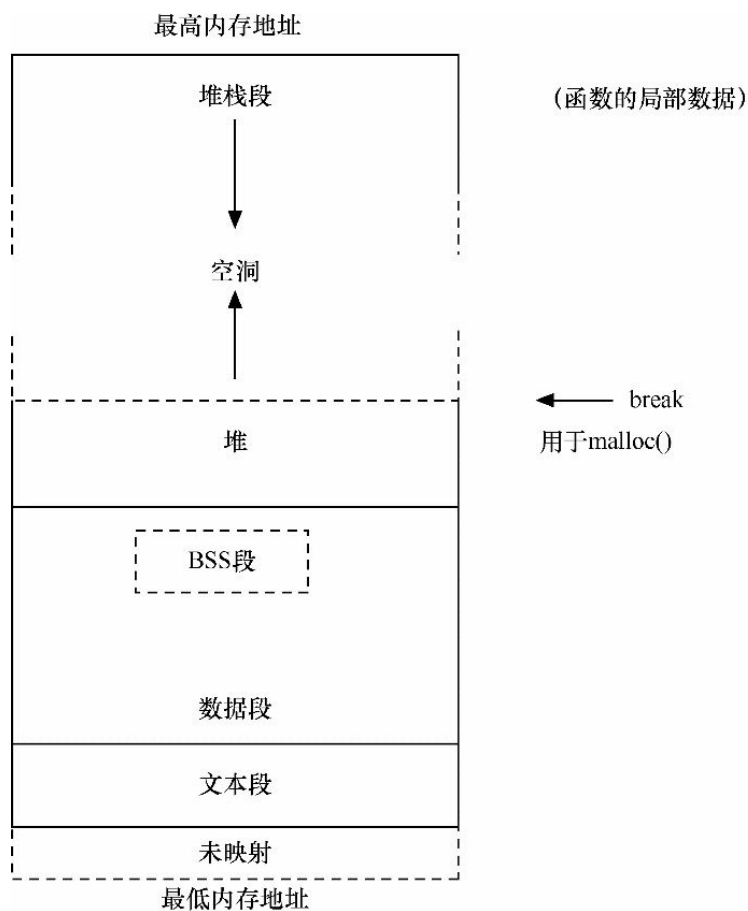 最高内存地址
堆栈段
(函数的局部数据)
空洞
break
堆
用于malloc()
BSS段
数据段
文本段
未映射
最低内存地址